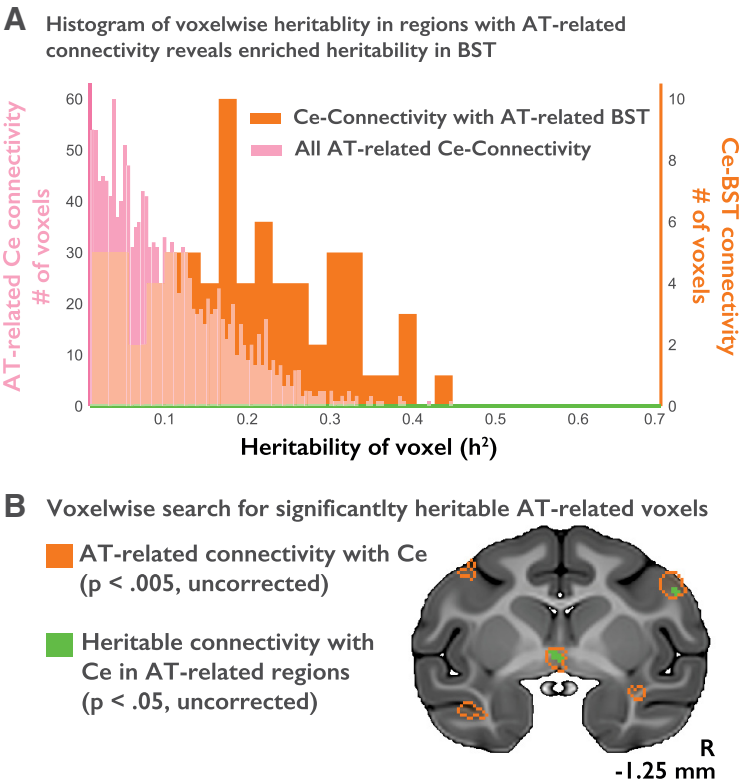 A
Histogram of voxelwise heritablity in regions with AT-related
connectivity reveals enriched heritability in BST
AT-related Ce connectivity
# of voxels
60
50
40
30
20
10
0
Ce-Connectivity with AT-related BST
All AT-related Ce-Connectivity
10
8
6
4
2
0
Ce-BST connectivity
# of voxels
0.1 0.2 0.3 0.4 0.5 0.6 0.7
Heritability of voxel (h²)
B
Voxelwise search for significantlty heritable AT-related voxels
AT-related connectivity with Ce
(p < .005, uncorrected)
Heritable connectivity with
Ce in AT-related regions
(p < .05, uncorrected)
R
-1.25 mm